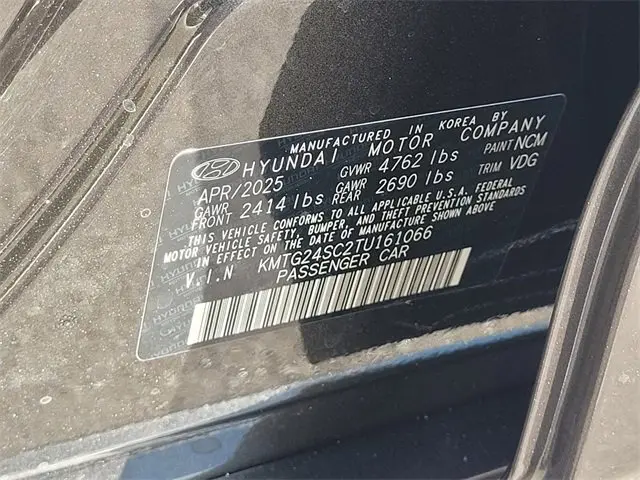 MANUFACTURED IN KOREA BY
HYUNDAI MOTOR COMPANY
APR/2025 GVWR 4762 lbs PAINT NCM
GAWR FRONT 2414 lbs GAWR REAR 2690 lbs TRIM VDG
THIS VEHICLE CONFORMS TO ALL APPLICABLE U.S.A. FEDERAL
MOTOR VEHICLE SAFETY, BUMPER, AND THEFT PREVENTION STANDARDS
IN EFFECT ON THE DATE OF MANUFACTURE SHOWN ABOVE
V.I.N KMTG24SC2TU161066
PASSENGER CAR